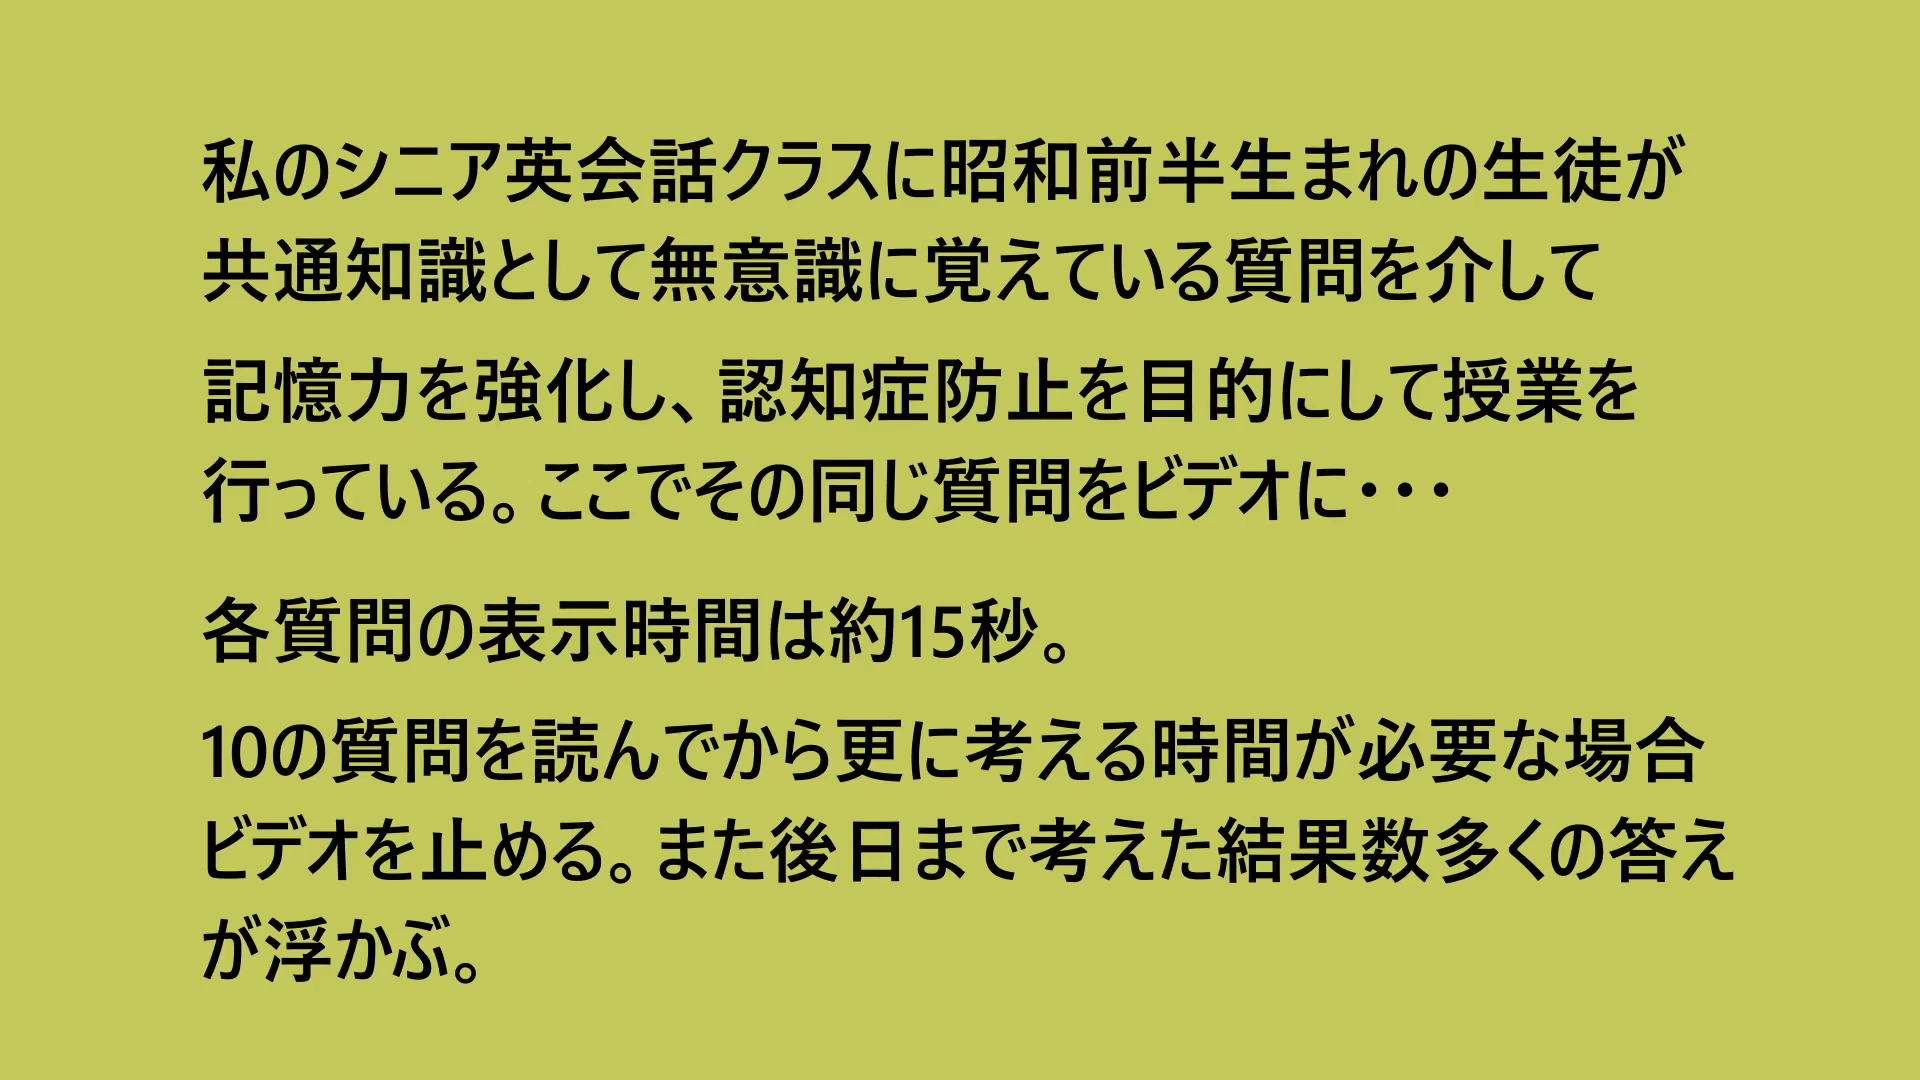 私のシニア英会話クラスに昭和前半生まれの生徒が
共通知識として無意識に覚えている質問を介して
記憶力を強化し、認知症防止を目的にして授業を
行っている。ここでその同じ質問をビデオに・・・
各質問の表示時間は約15秒。
10の質問を読んでから更に考える時間が必要な場合
ビデオを止める。また後日まで考えた結果数多くの答え
が浮かぶ。